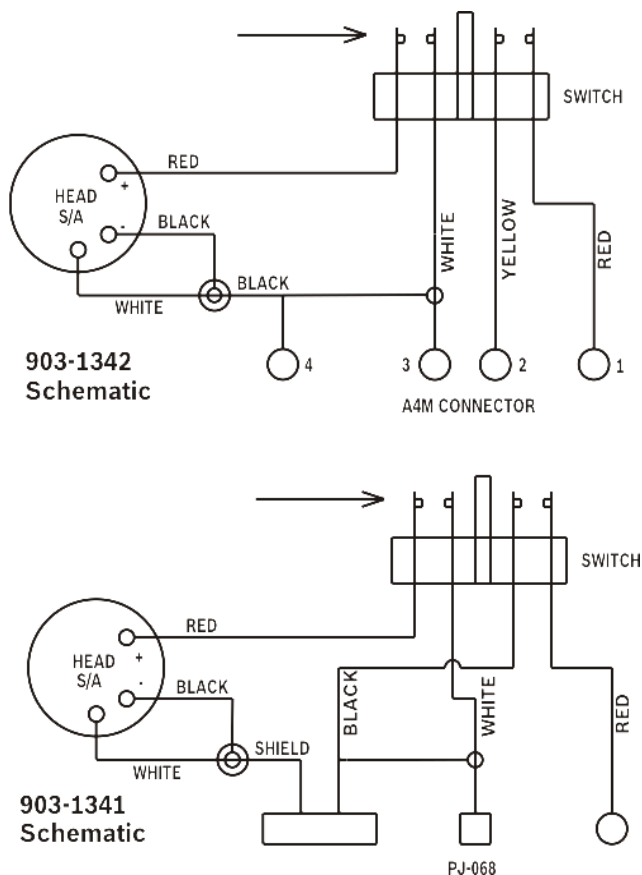 SWITCH
RED
HEAD
S/A
+
-
BLACK
WHITE
BLACK
WHITE
YELLOW
RED
903-1342
Schematic
4
3
2
1
A4M CONNECTOR
SWITCH
RED
HEAD
S/A
+
-
BLACK
WHITE
SHIELD
BLACK
WHITE
RED
903-1341
Schematic
PJ-068